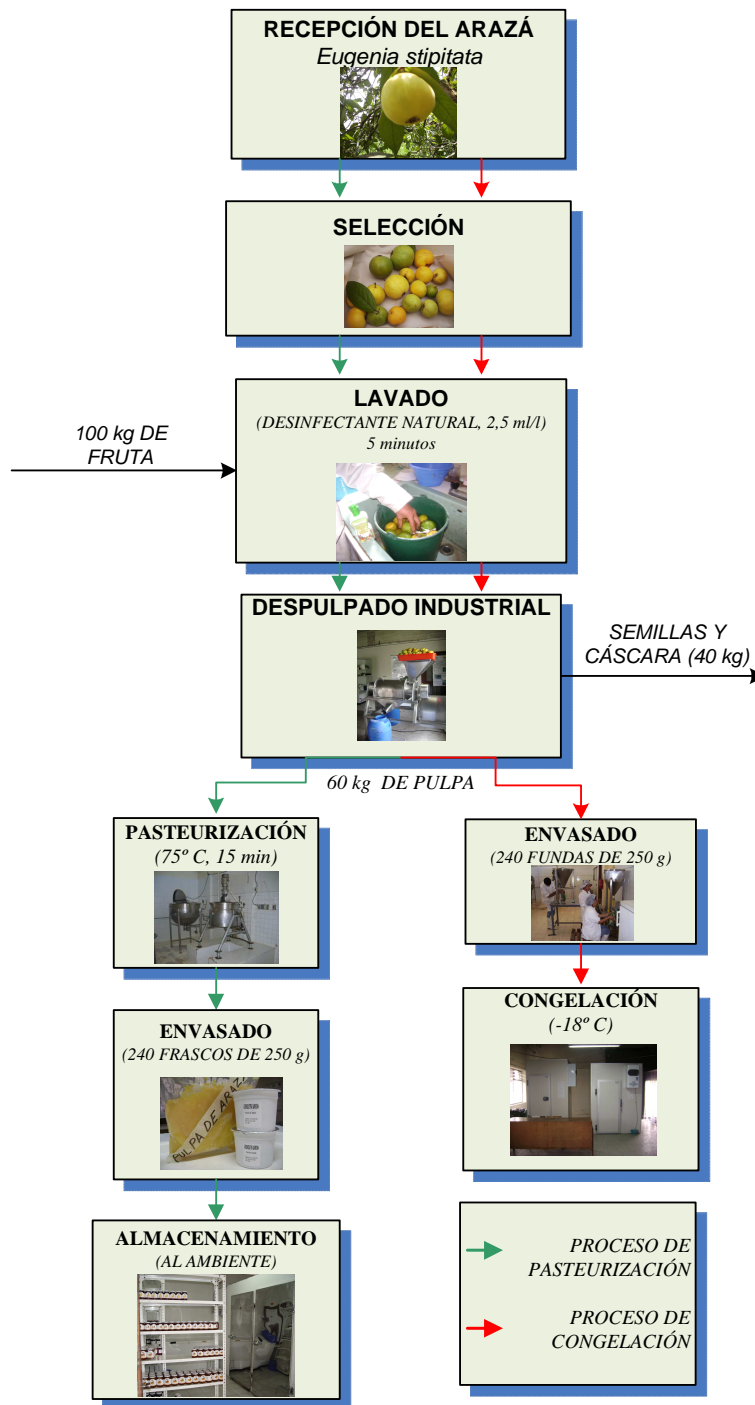 RECEPCIÓN DEL ARAZÁ
Euqenia stipitata
SELECCIÓN
LAVADO
(DESINFECTANTE NATURAL, 2,5 ml/l)
5 minutos
100 kg DE
FRUTA
DESPULPADO INDUSTRIAL
SEMILLAS Y
CÁSCARA (40 kg)
60 kg DE PULPA
PASTEURIZACIÓN
(75º C, 15 min)
ENVASADO
(240 FUNDAS DE 250 g)
ENVASADO
(240 FRASCOS DE 250 g)
PULPA DE ARAZÁ
CONGELACIÓN
(-18º C)
ALMACENAMIENTO
(AL AMBIENTE)
PROCESO DE
PASTEURIZACIÓN
PROCESO DE
CONGELACIÓN